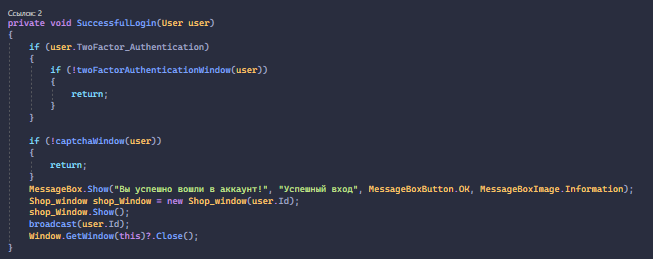 Ссылок: 2
private void SuccessfulLogin(User user)
{
if (user.TwoFactor_Authentication)
{
if (!twoFactorAuthenticationWindow(user))
{
return;
}
}
if (!captchaWindow(user))
{
return;
}
MessageBox.Show("Вы успешно вошли в аккаунт!", "Успешный вход", MessageBoxButton.OK, MessageBoxImage.Information);
Shop_window shop_Window = new Shop_window(user.Id);
shop_Window.Show();
broadcast(user.Id);
Window.GetWindow(this)?.Close();
}